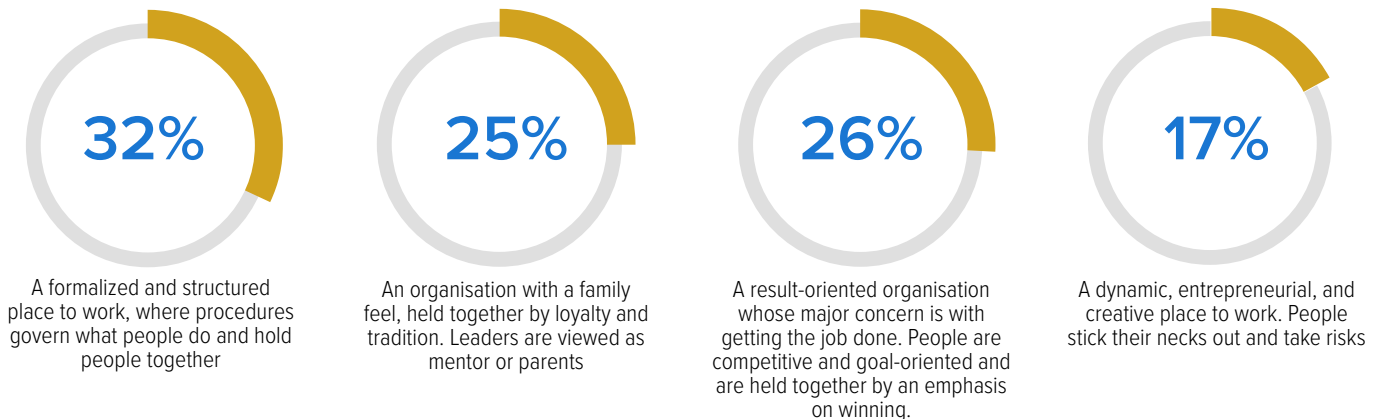 32%
A formalized and structured
place to work, where procedures
govern what people do and hold
people together
25%
An organisation with a family
feel, held together by loyalty and
tradition. Leaders are viewed as
mentor or parents
26%
A result-oriented organisation
whose major concern is with
getting the job done. People are
competitive and goal-oriented and
are held together by an emphasis
on winning.
17%
A dynamic, entrepreneurial, and
creative place to work. People
stick their necks out and take risks